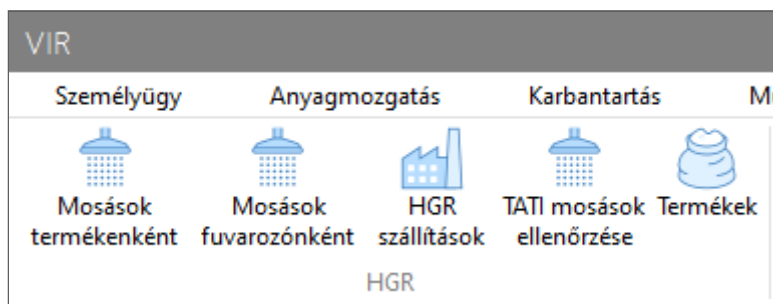 VIR
Személyügy Anyagmozgatás Karbantartás
Mosások termékenként
Mosások fuvarozónként
HGR szállítások
TATI mosások ellenőrzése
Termékek
HGR